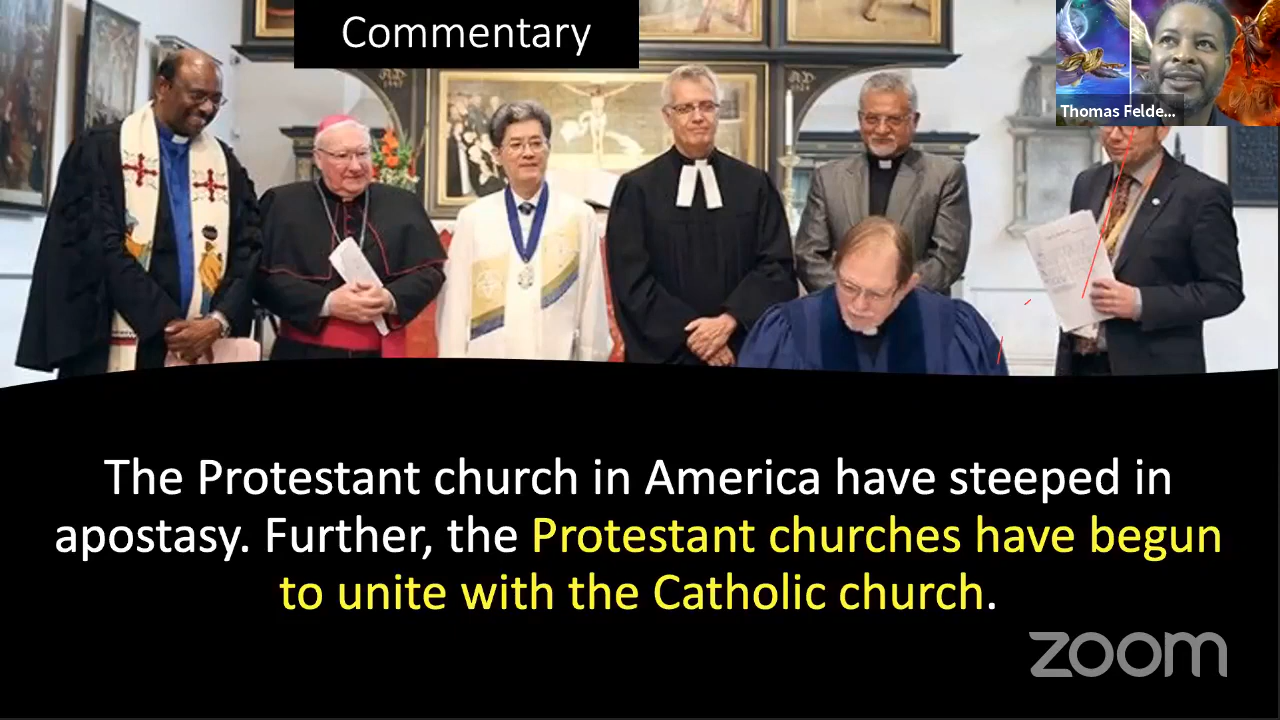 Commentary
Thomas Felde...
The Protestant church in America have steeped in
apostasy. Further, the Protestant churches have begun
to unite with the Catholic church.
zoom